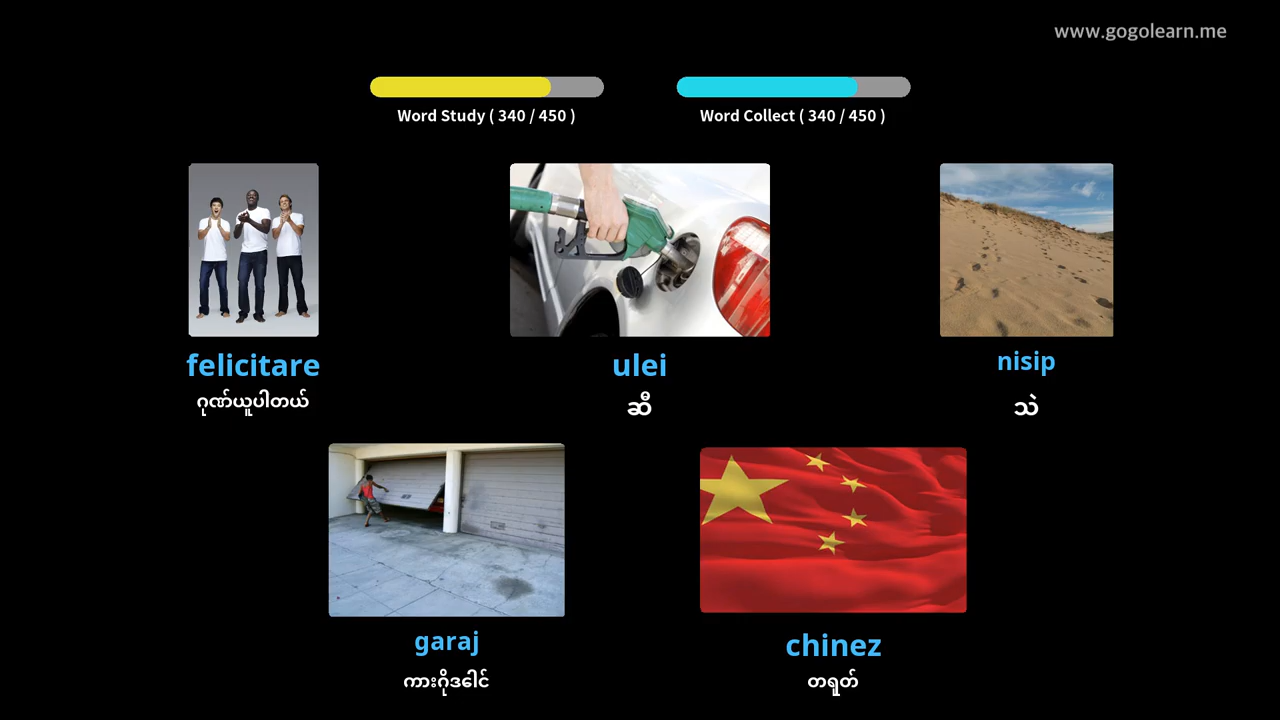 www.gogolearn.me
Word Study ( 340 / 450 )
Word Collect ( 340 / 450 )
felicitare
ဂုဏ်ယူပါတယ်
ulei
ဆီ
nisip
သဲ
garaj
ကားဂိုဒေါင်
chinez
တရုတ်